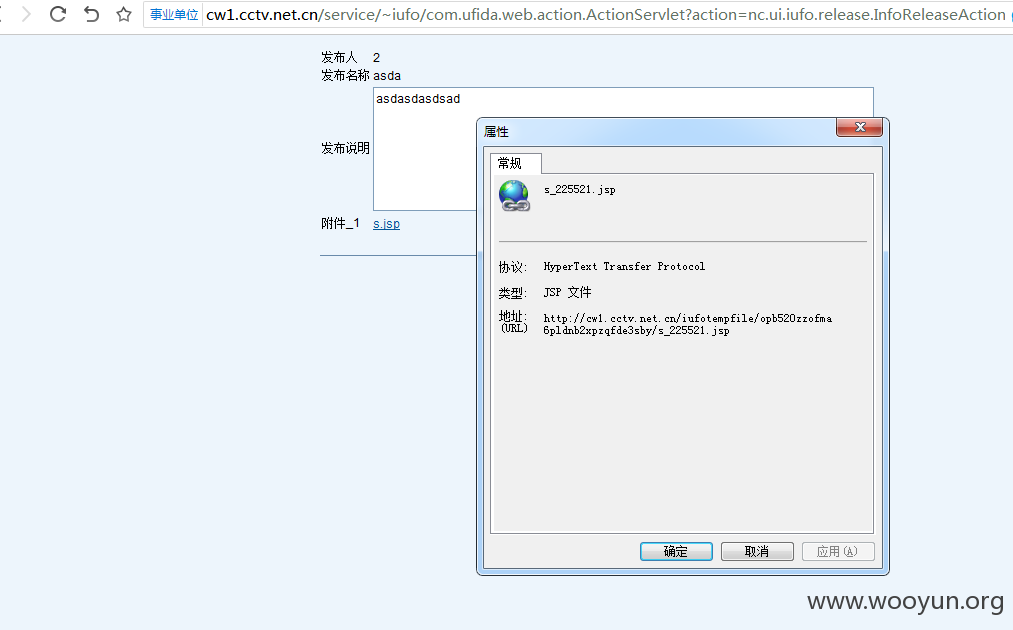 事业单位 cw1.cctv.net.cn/service/~iufo/com.ufida.web.action.ActionServlet?action=nc.ui.iufo.release.InfoReleaseAction
发布人 2
发布名称 asda
asdasdasdsad
发布说明
附件_1 s.jsp
属性
常规
s_225521.jsp
协议: HyperText Transfer Protocol
类型: JSP 文件
地址: http://cw1.cctv.net.cn/iufotempfile/opb520zzofma
(URL) 6pldnb2xpzqfde3sby/s_225521.jsp
确定 取消 应用(A)
www.wooyun.org